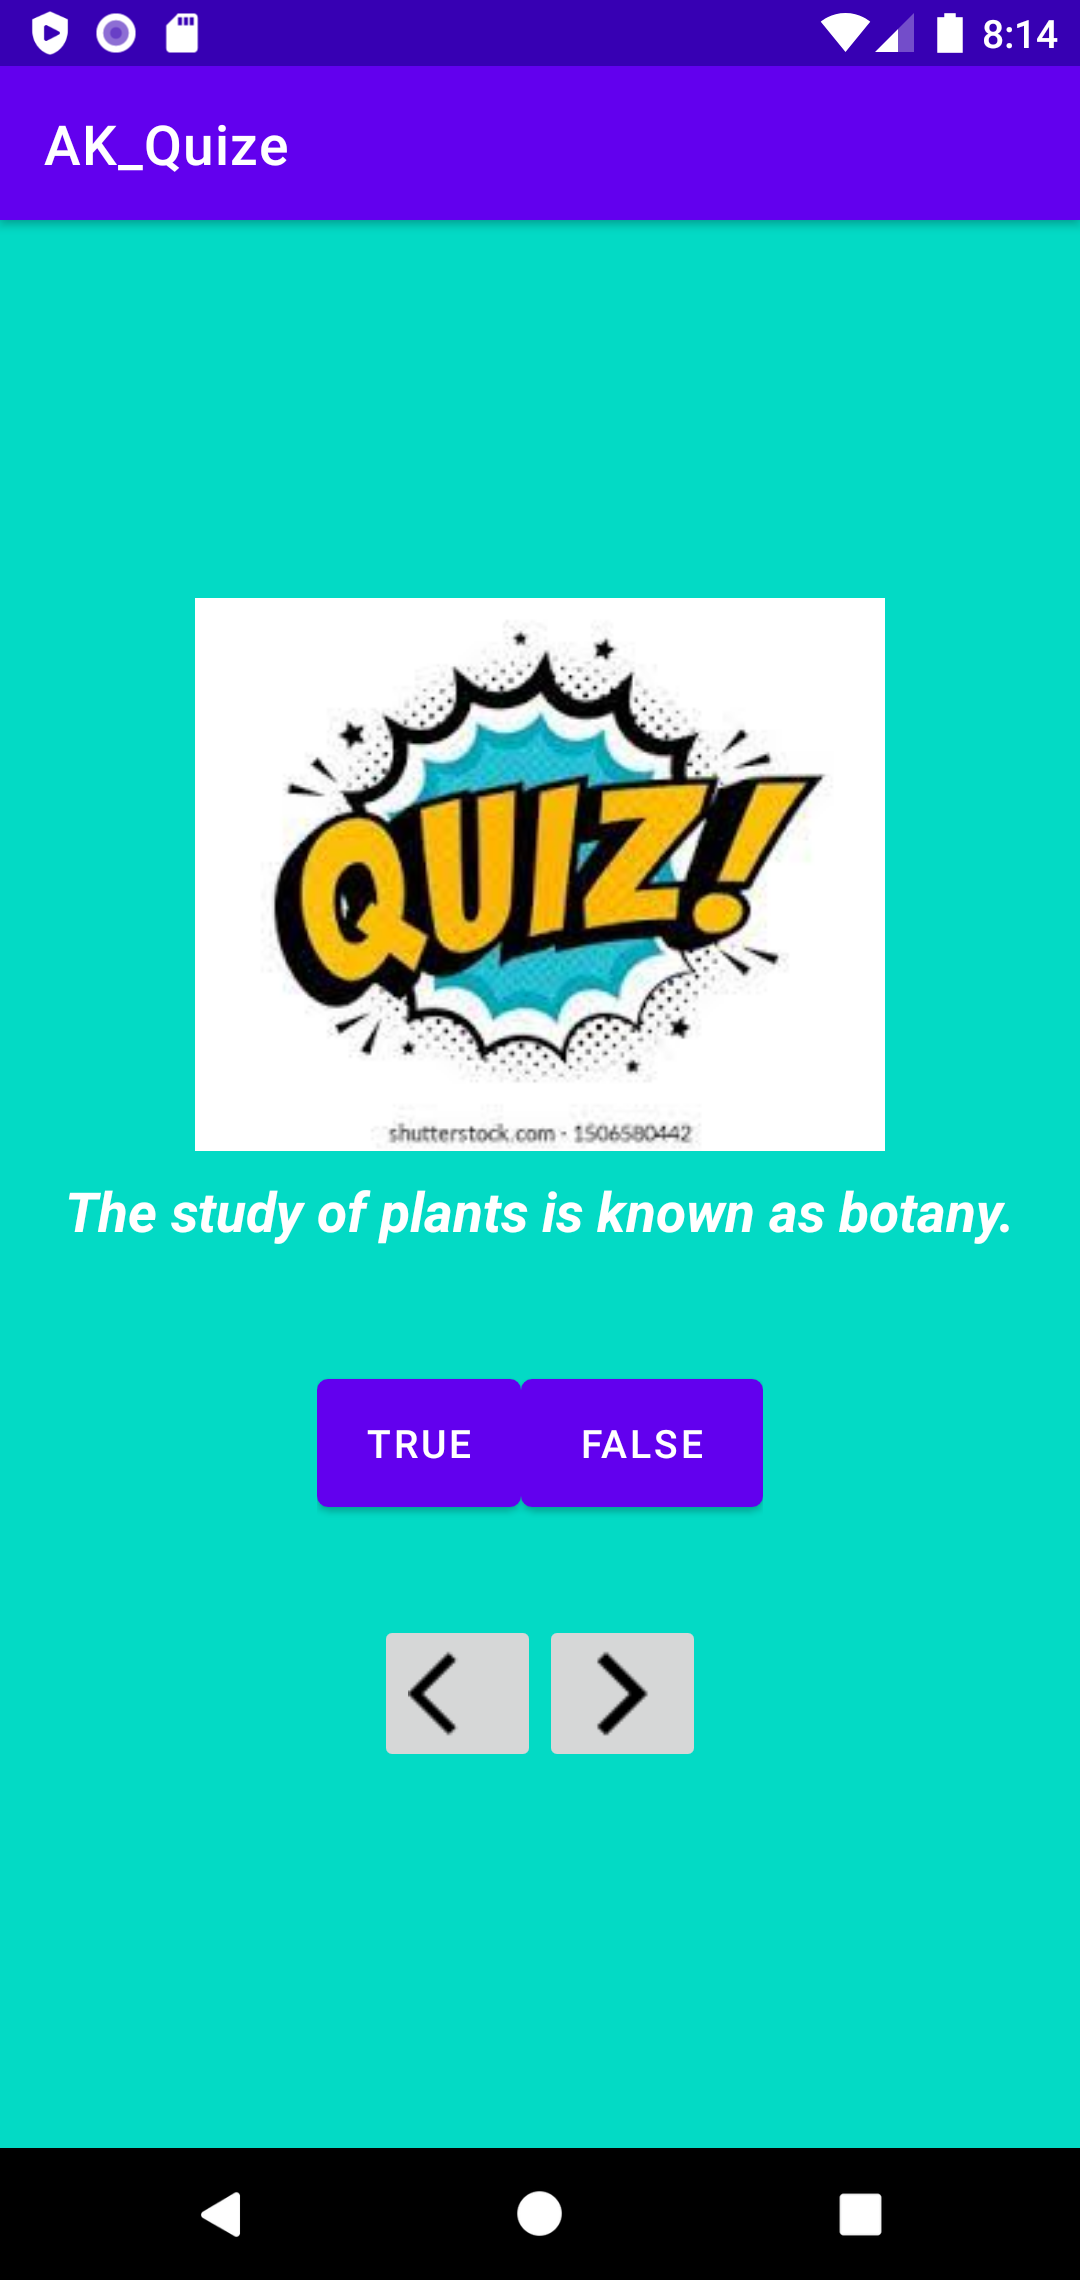 8:14
AK_Quize
QUIZ!
shutterstock.com - 1506580442
The study of plants is known as botany.
TRUE FALSE